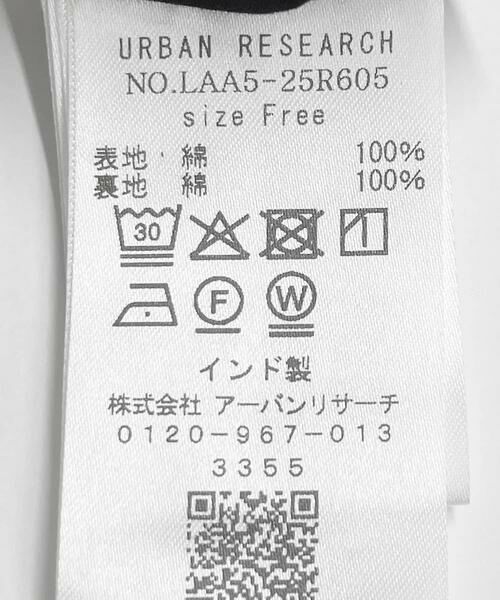 URBAN RESEARCH
NO.LAA5-25R605
size Free
表地 綿 100%
裏地 綿 100%
30
F W
インド製
株式会社 アーバンリサーチ
0120-967-013
3355